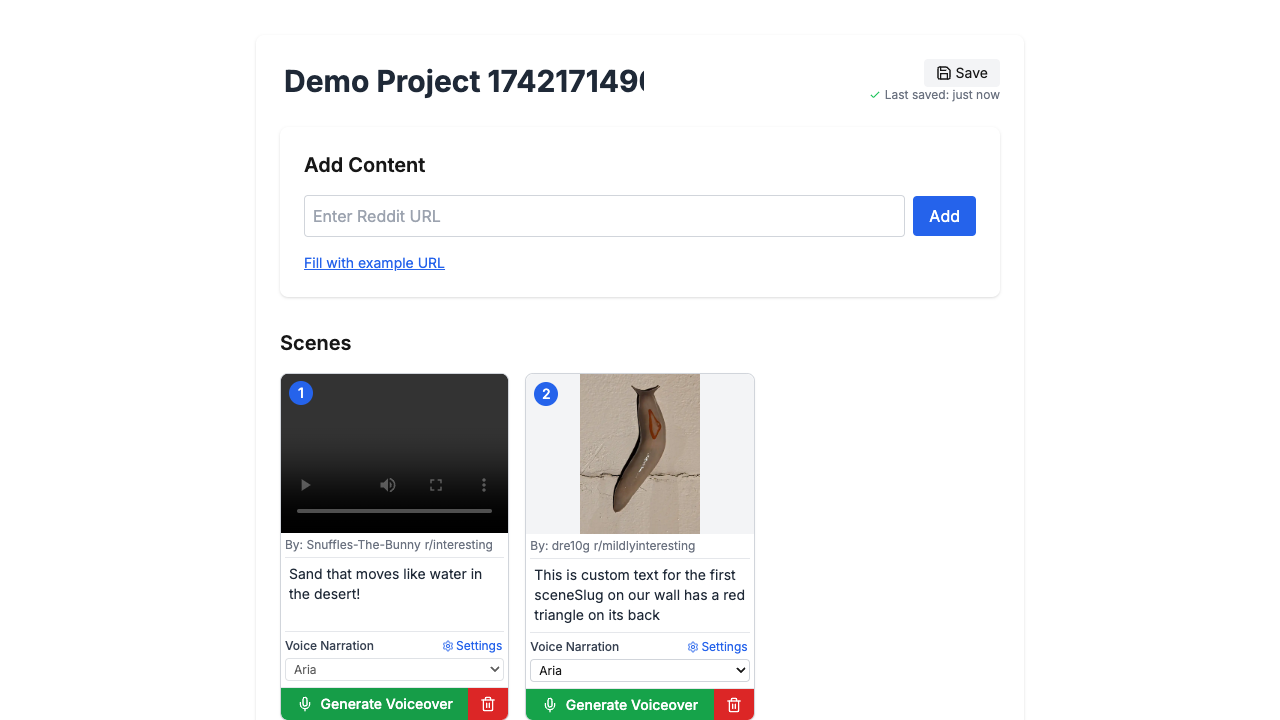 Demo Project 174217149
Save
Last saved: just now
Add Content
Enter Reddit URL
Add
Fill with example URL
Scenes
1
By: Snuffles-The-Bunny r/interesting
Sand that moves like water in
the desert!
Voice Narration
Settings
Aria
Generate Voiceover
2
By: dre10g r/mildlyinteresting
This is custom text for the first
sceneSlug on our wall has a red
triangle on its back
Voice Narration
Settings
Aria
Generate Voiceover